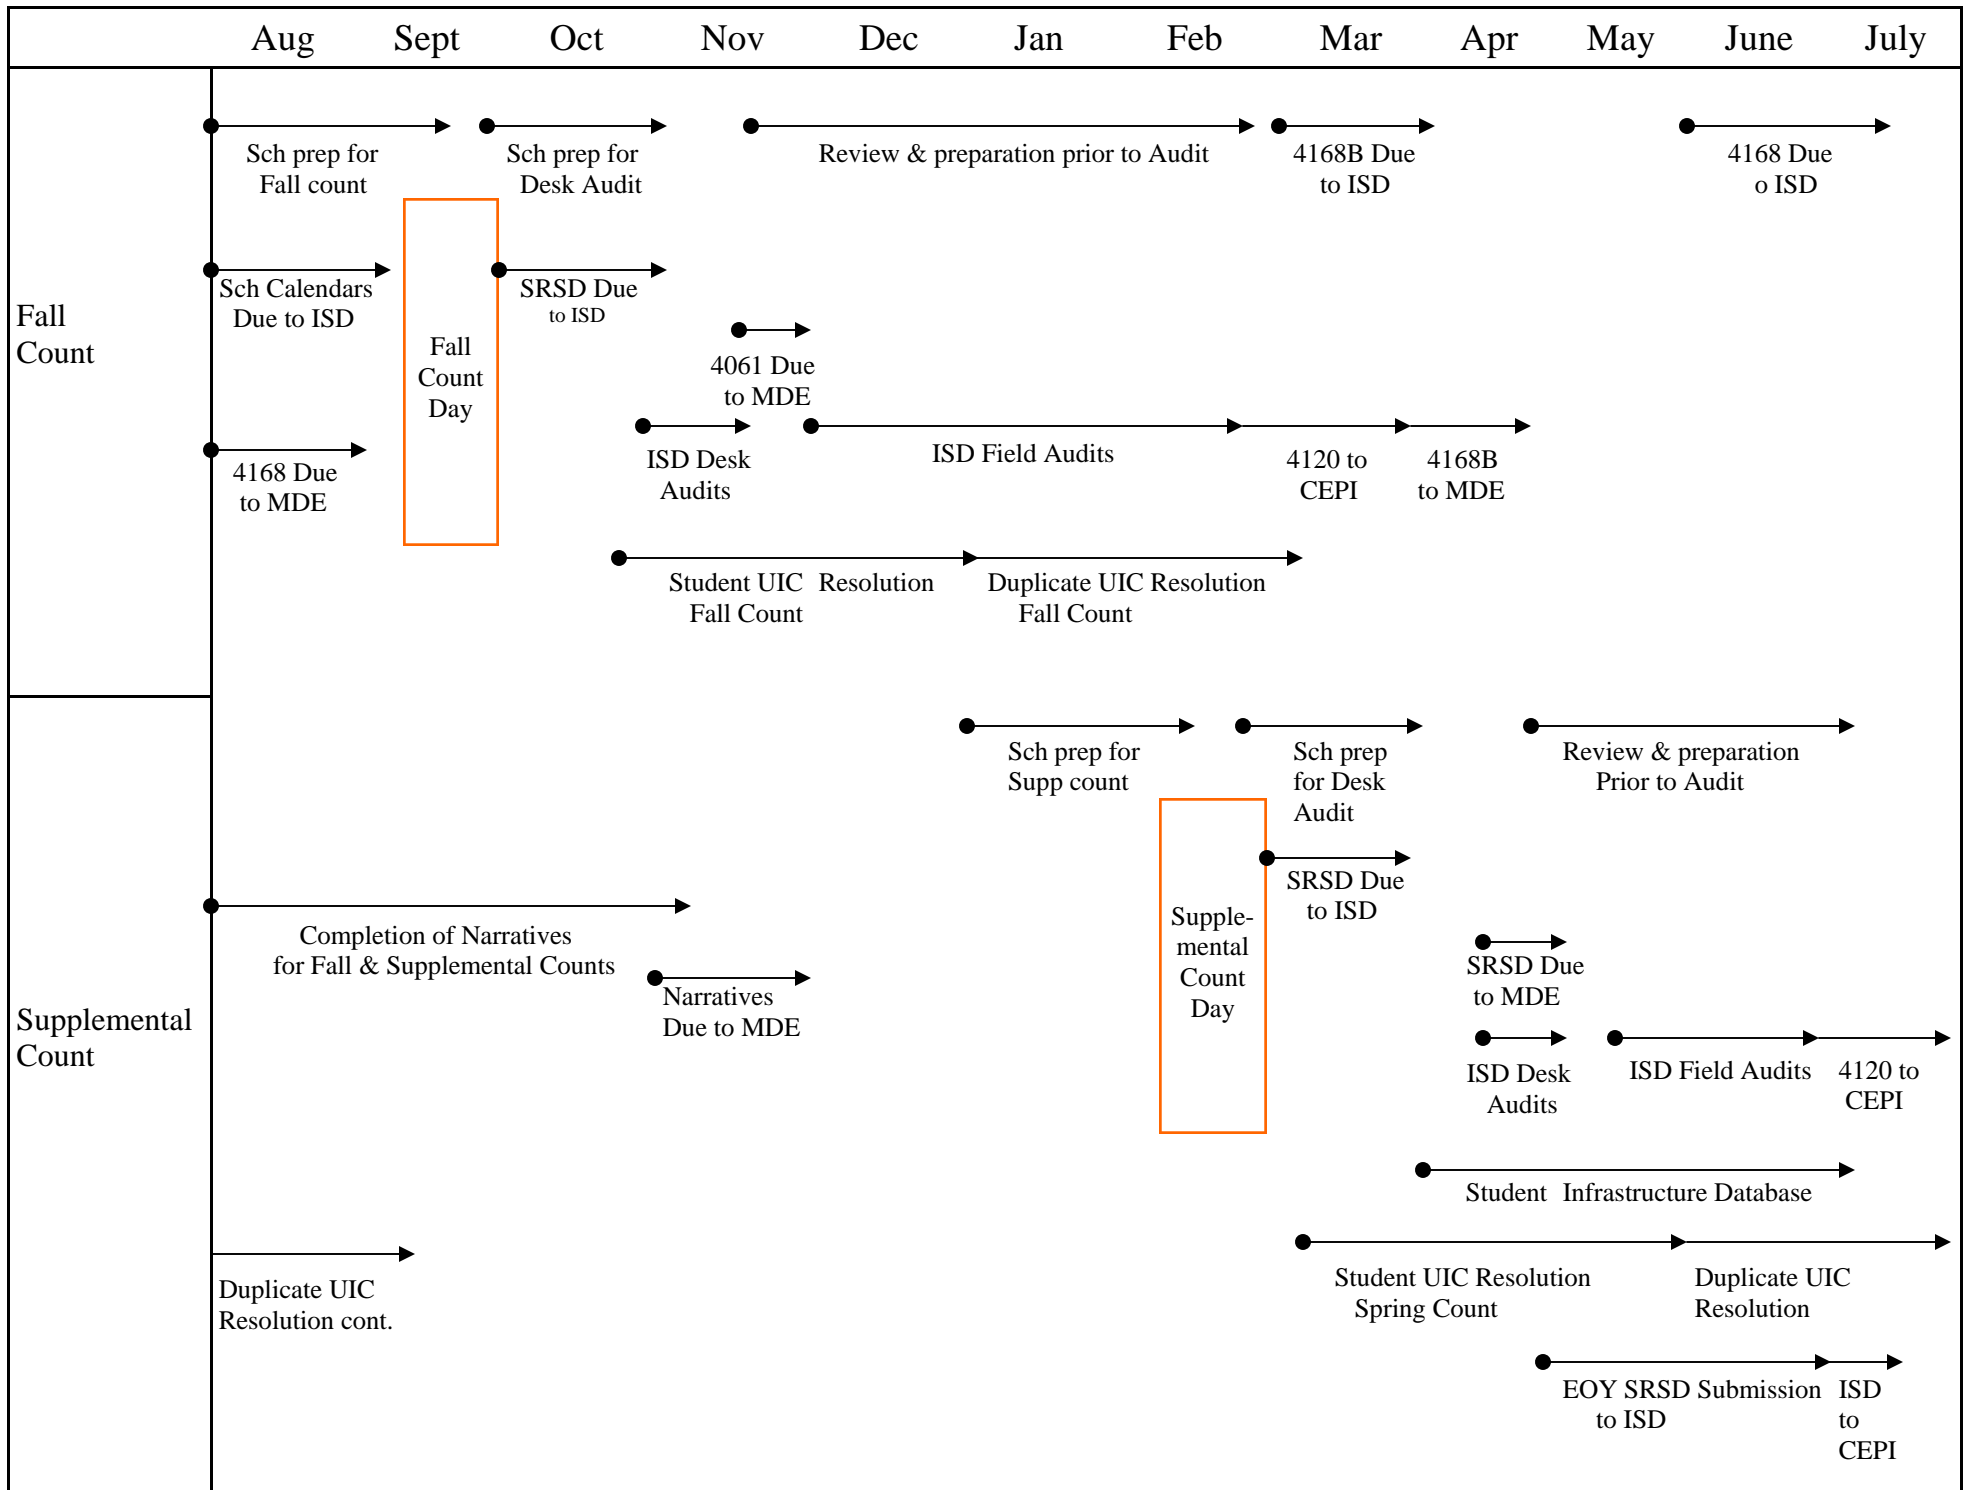 Aug Sept Oct Nov Dec Jan Feb Mar Apr May June July
Fall
Count
Sch prep for
Fall count
Sch prep for
Desk Audit
Review & preparation prior to Audit
4168B Due
to ISD
4168 Due
o ISD
Sch Calendars
Due to ISD
Fall
Count
Day
SRSD Due
to ISD
4061 Due
to MDE
4168 Due
to MDE
ISD Desk
Audits
ISD Field Audits
4120 to
CEPI
4168B
to MDE
Student UIC Resolution
Fall Count
Duplicate UIC Resolution
Fall Count
Supplemental
Count
Sch prep for
Supp count
Sch prep
for Desk
Audit
Review & preparation
Prior to Audit
Supple-
mental
Count
Day
SRSD Due
to ISD
Completion of Narratives
for Fall & Supplemental Counts
Narratives
Due to MDE
SRSD Due
to MDE
ISD Desk
Audits
ISD Field Audits
4120 to
CEPI
Student Infrastructure Database
Duplicate UIC
Resolution cont.
Student UIC Resolution
Spring Count
Duplicate UIC
Resolution
EOY SRSD Submission
to ISD
ISD
to
CEPI